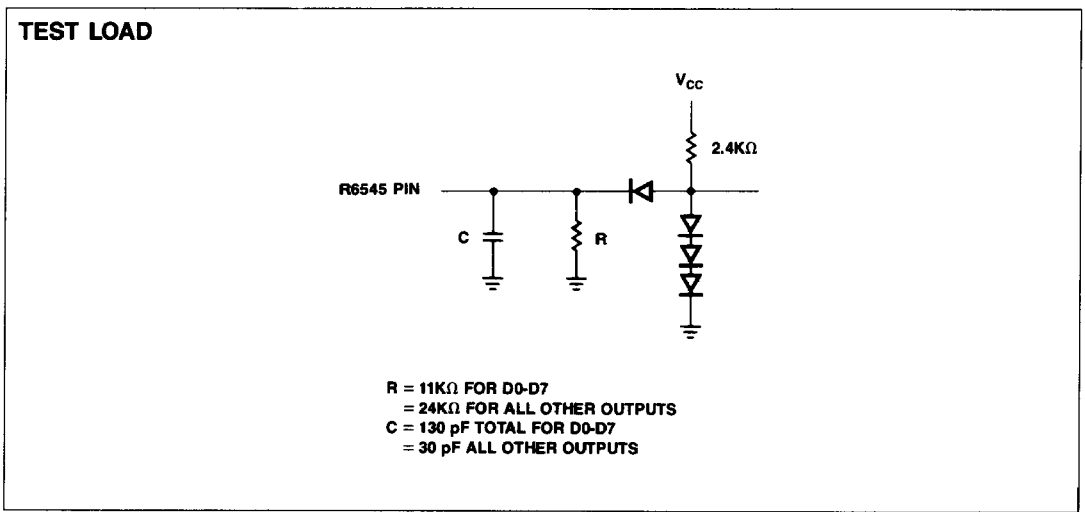 TEST LOAD
V_CC
2.4KΩ
R6545 PIN
C
R
R = 11KΩ FOR D0-D7
= 24KΩ FOR ALL OTHER OUTPUTS
C = 130 pF TOTAL FOR D0-D7
= 30 pF ALL OTHER OUTPUTS